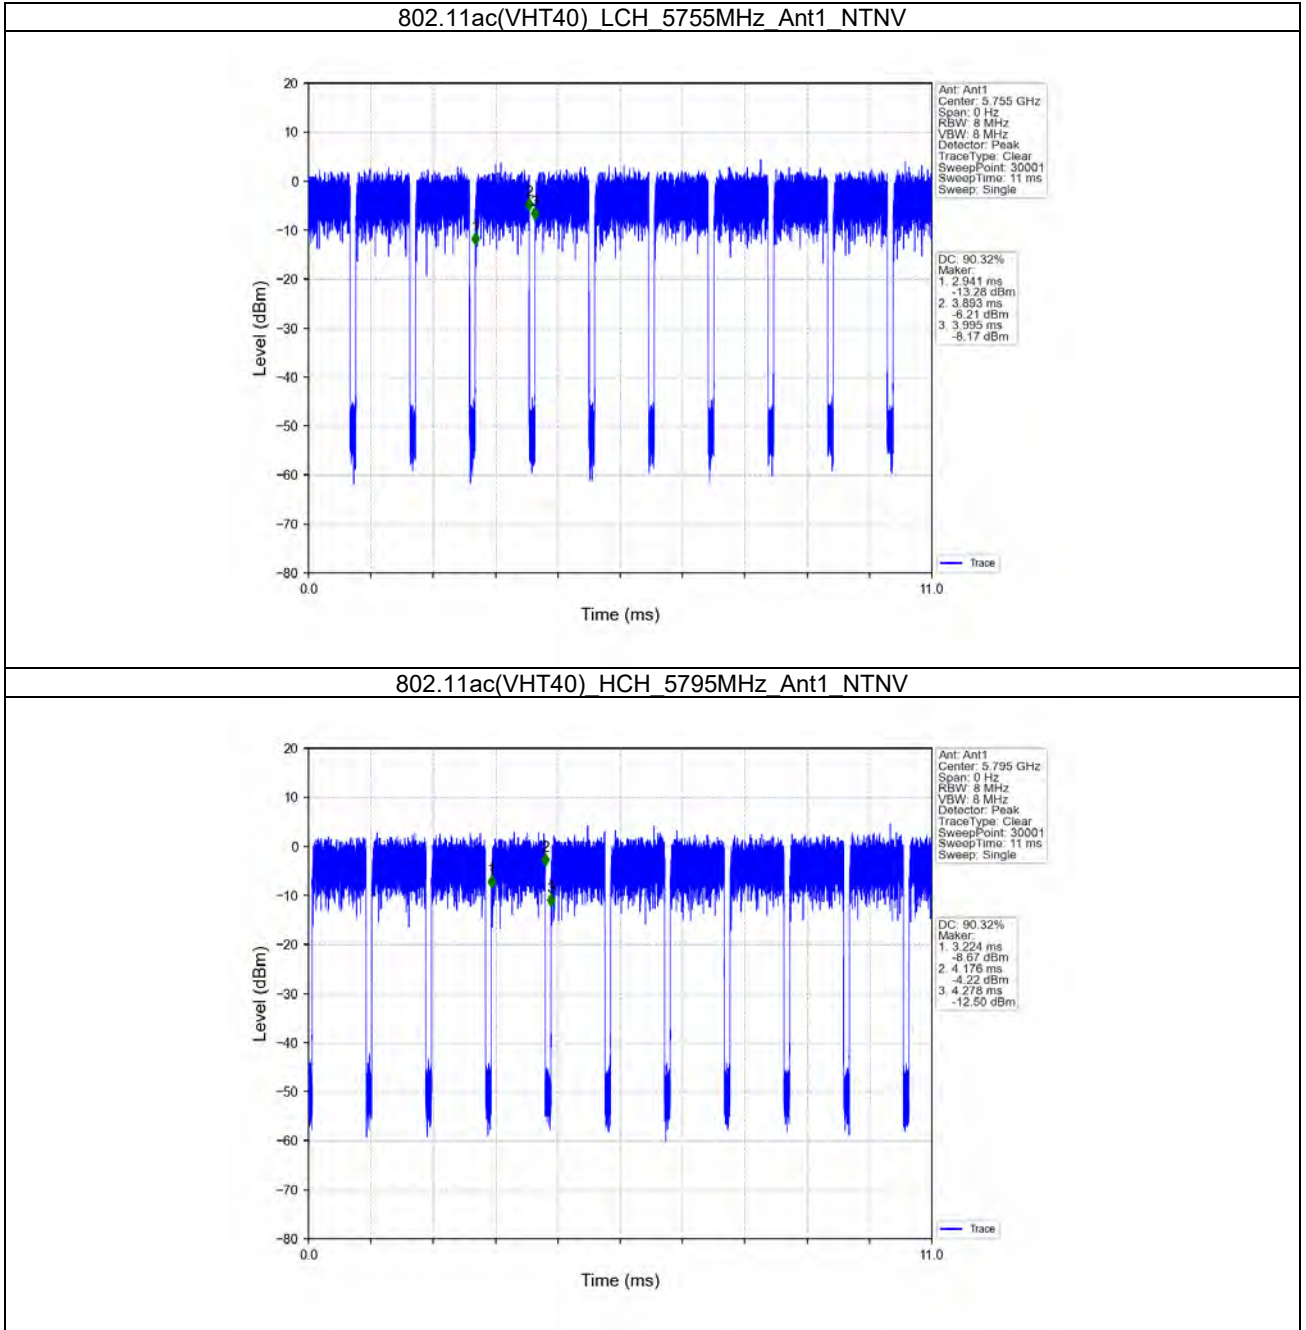 802.11ac(VHT40)_LCH_5755MHz_Ant1_NTNV
20
10
0
−10
−20
−30
−40
−50
−60
−70
−80
Level (dBm)
0.0
11.0
Time (ms)
1
2
3
Ant: Ant1
Center: 5.755 GHz
Span: 0 Hz
RBW: 8 MHz
VBW: 8 MHz
Detector: Peak
TraceType: Clear
SweepPoint: 30001
SweepTime: 11 ms
Sweep: Single
DC: 90.32%
Maker:
1. 2.941 ms
-13.28 dBm
2. 3.893 ms
-6.21 dBm
3. 3.995 ms
-8.17 dBm
Trace
802.11ac(VHT40)_HCH_5795MHz_Ant1_NTNV
20
10
0
−10
−20
−30
−40
−50
−60
−70
−80
Level (dBm)
0.0
11.0
Time (ms)
1
2
3
Ant: Ant1
Center: 5.795 GHz
Span: 0 Hz
RBW: 8 MHz
VBW: 8 MHz
Detector: Peak
TraceType: Clear
SweepPoint: 30001
SweepTime: 11 ms
Sweep: Single
DC: 90.32%
Maker:
1. 3.224 ms
-8.67 dBm
2. 4.176 ms
-4.22 dBm
3. 4.278 ms
-12.50 dBm
Trace